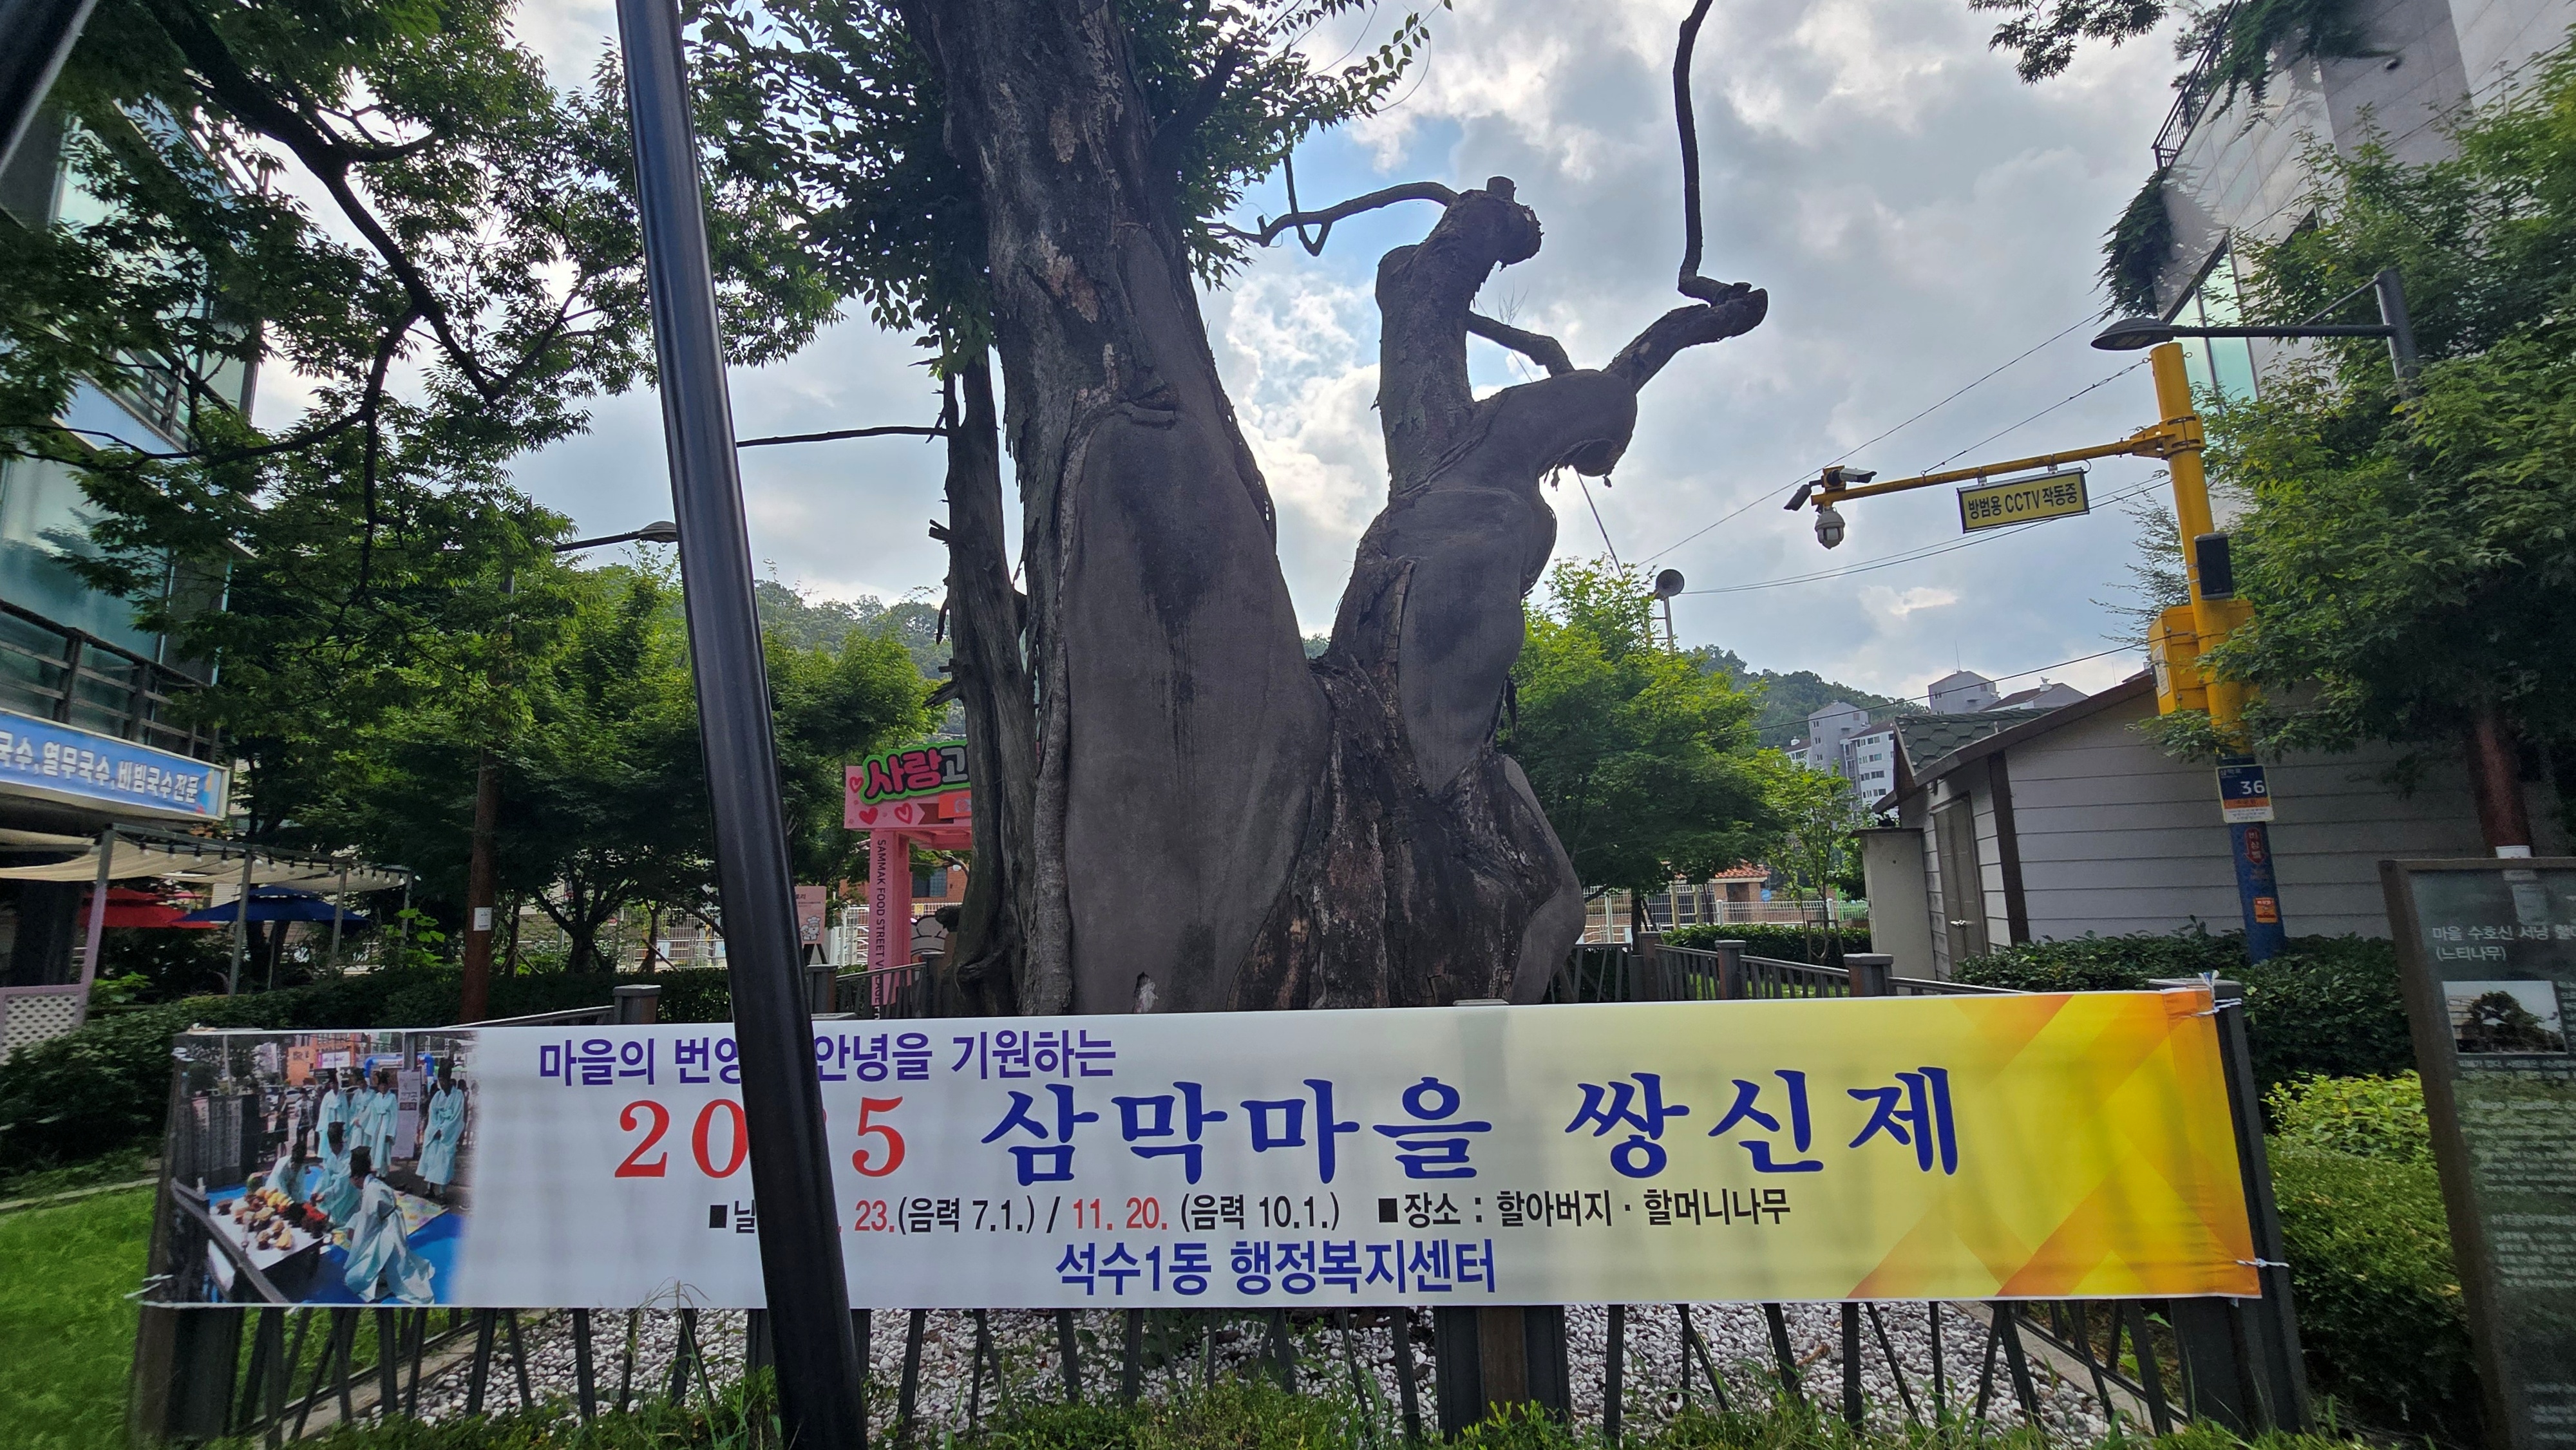 방범용 CCTV 작동중
국수, 열무국수, 비빔국수 전문
사랑고
SAMMAK FOOD STREET
36
마을 수호신 서낭
(느티나무)
마을의 안녕을 기원하는
삼막마을 쌍신제
23.(음력 7.1.) / 11. 20. (음력 10.1.) ■장소 : 할아버지 · 할머니나무
석수1동 행정복지센터